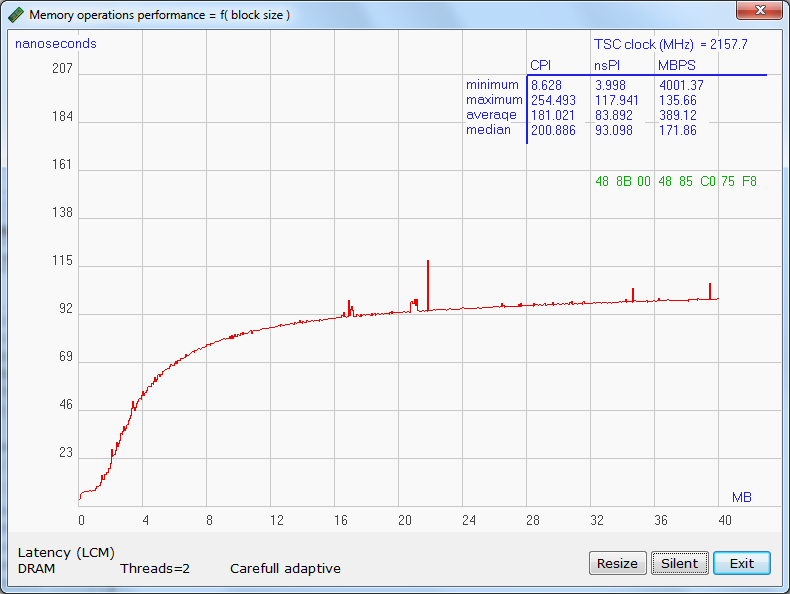 Memory operations performance = f( block size )
nanoseconds
TSC clock (MHz) = 2157.7
CPI nsPI MBPS
minimum 8.628 3.998 4001.37
maximum 254.493 117.941 135.66
average 181.021 83.892 389.12
median 200.886 93.098 171.86
48 8B 00 48 85 C0 75 F8
207
184
161
138
115
92
69
46
23
MB
0 4 8 12 16 20 24 28 32 36 40
Latency (LCM)
DRAM Threads=2 Carefull adaptive
Resize Silent Exit